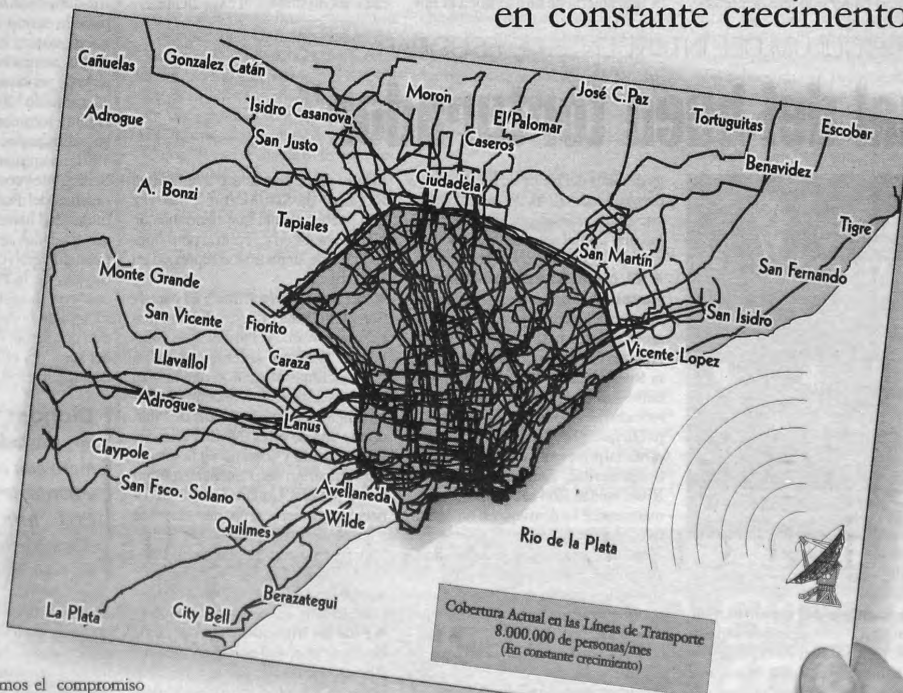 en constante crecimento
Cañuelas
Gonzalez Catán
Moron
José C.Paz
Tortuguitas
Escobar
Adrogue
Isidro Casanova
El Palomar
Caseros
Benavidez
San Justo
Ciudadela
A. Bonzi
Tapiales
Tigre
San Martín
San Fernando
Monte Grande
San Isidro
San Vicente
Fiorito
Vicente Lopez
Llavallol
Caraza
Adrogue
Lanus
Claypole
San Fsco. Solano
Avellaneda
Quilmes
Wilde
Rio de la Plata
La Plata
City Bell
Berazategui
Cobertura Actual en las Líneas de Transporte
8.000.000 de personas/mes
(En constante crecimiento)
mos el compromiso